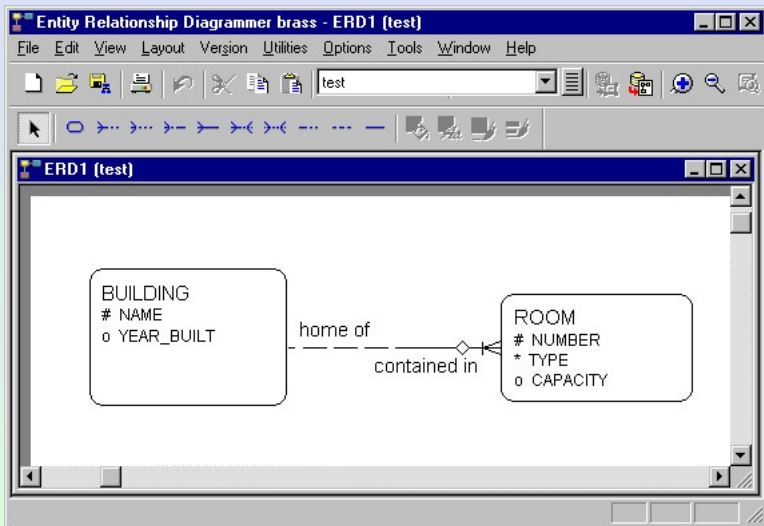 Entity Relationship Diagrammer brass - ERD1 (test)
File Edit View Layout Version Utilities Options Tools Window Help
test
ERD1 (test)
BUILDING
# NAME
o YEAR_BUILT
home of
contained in
ROOM
# NUMBER
* TYPE
o CAPACITY